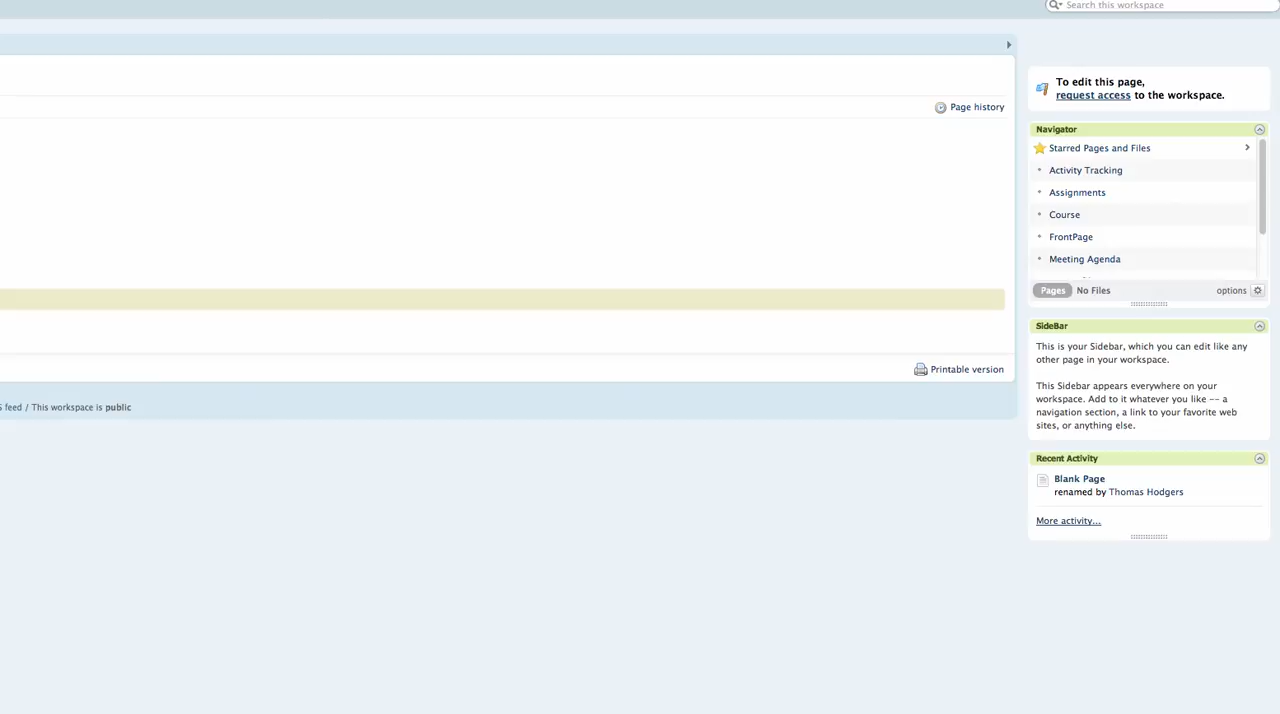 Search this workspace
To edit this page,
request access to the workspace.
Page history
Navigator
Starred Pages and Files
Activity Tracking
Assignments
Course
FrontPage
Meeting Agenda
Pages No Files options
SideBar
This is your Sidebar, which you can edit like any
other page in your workspace.
This Sidebar appears everywhere on your
workspace. Add to it whatever you like -- a
navigation section, a link to your favorite web
sites, or anything else.
Printable version
feed / This workspace is public
Recent Activity
Blank Page
renamed by Thomas Hodgers
More activity...